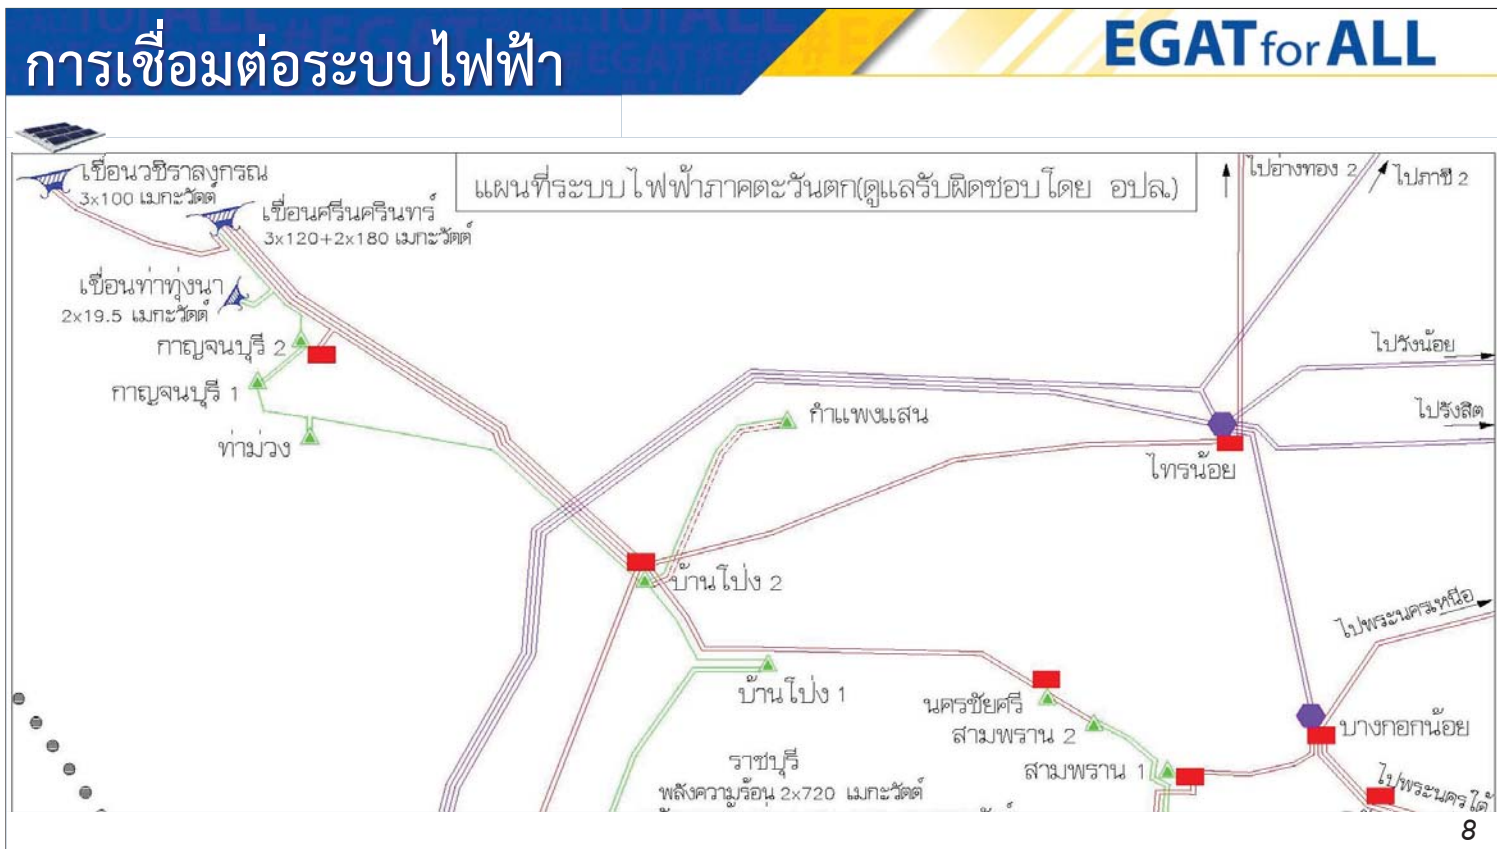 การเชื่อมต่อระบบไฟฟ้า
EGAT for ALL
เขื่อนวชิราลงกรณ
3x100 เมกะวัตต์
เขื่อนศรีนครินทร์
3x120+2x180 เมกะวัตต์
แผนที่ระบบไฟฟ้าภาคตะวันตก(ดูแลรับผิดชอบโดย อปล.)
ไปอ่างทอง 2
ไปภาชี 2
เขื่อนท่าทุ่งนา
2x19.5 เมกะวัตต์
กาญจนบุรี 2
กาญจนบุรี 1
ท่าม่วง
ไปวังน้อย
ไปรังสิต
กำแพงแสน
ไทรน้อย
บ้านโป่ง 2
ไปพระนครเหนือ
บ้านโป่ง 1
นครชัยศรี
สามพราน 2
บางกอกน้อย
ราชบุรี
สามพราน 1
พลังความร้อน 2x720 เมกะวัตต์
ไปพระนครใต้
8